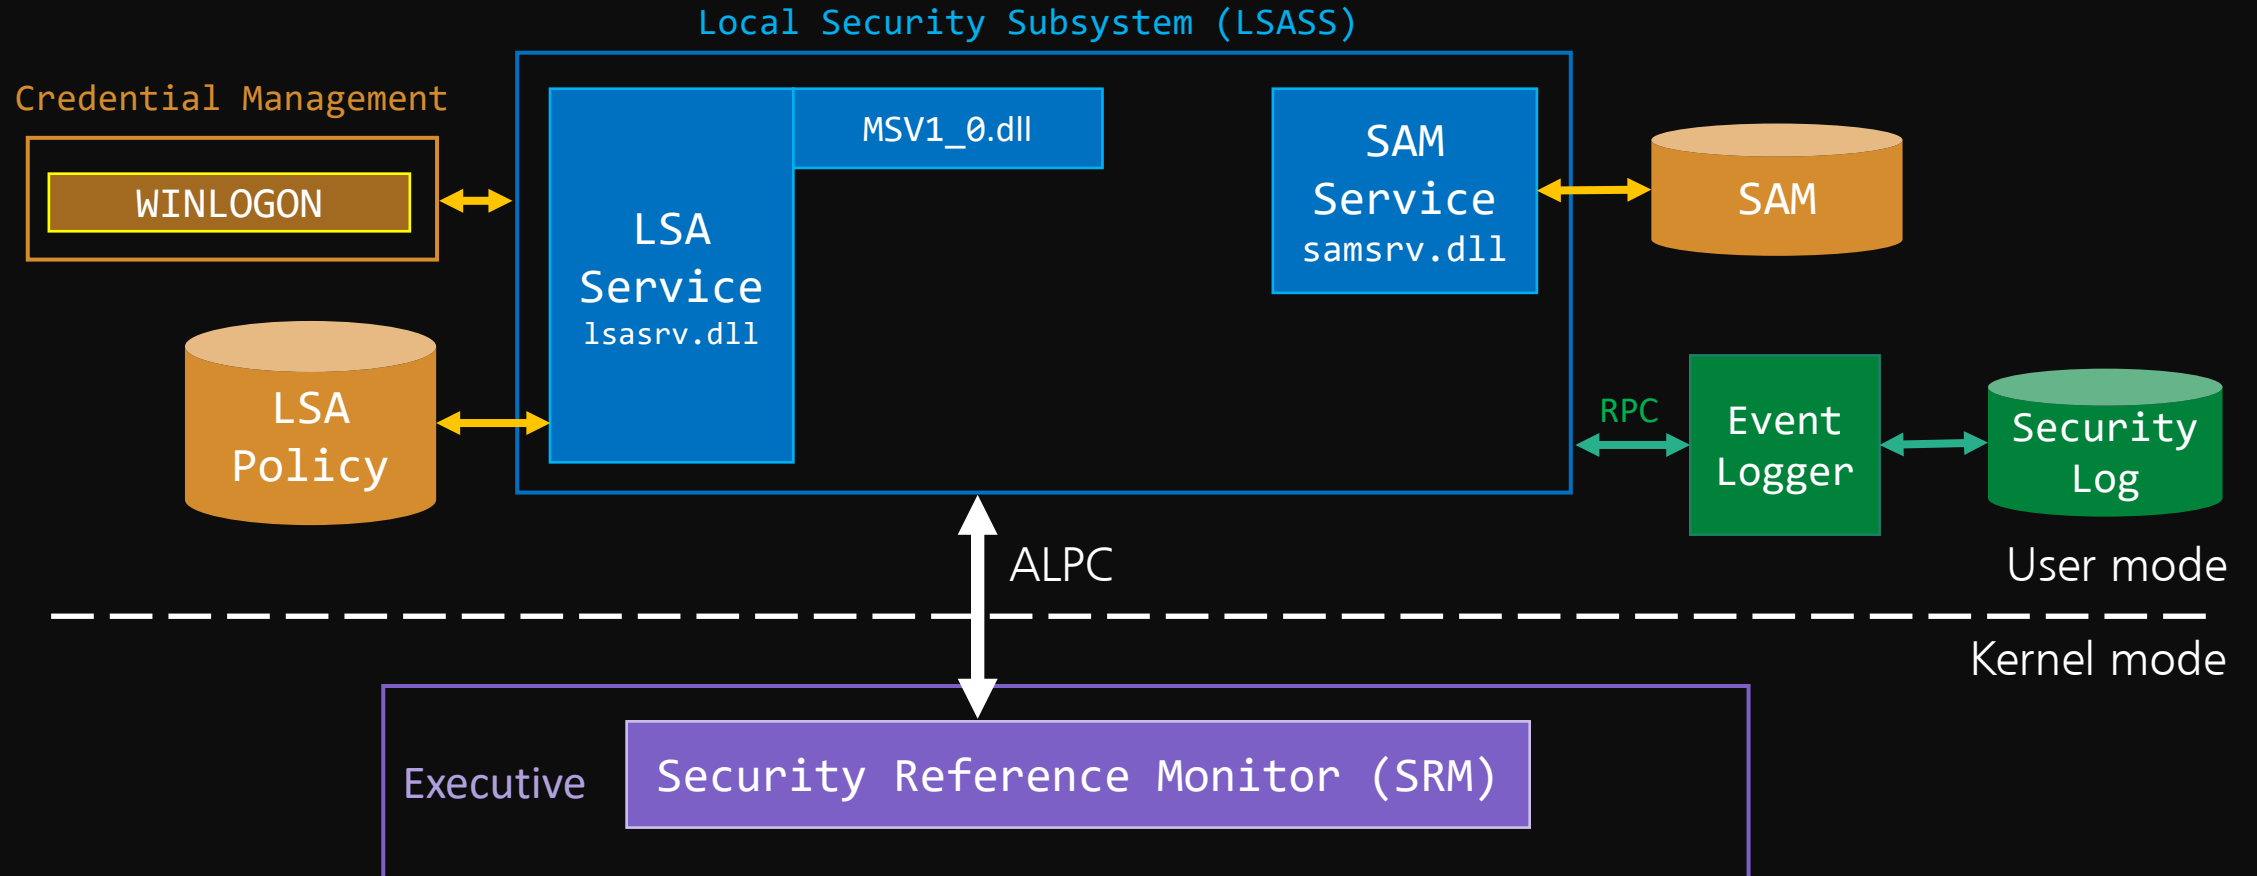 Local Security Subsystem (LSASS)
Credential Management
WINLOGON
LSA
Service
lsasrv.dll
MSV1_0.dll
SAM
Service
samsrv.dll
SAM
LSA
Policy
RPC
Event
Logger
Security
Log
ALPC
User mode
Kernel mode
Executive
Security Reference Monitor (SRM)